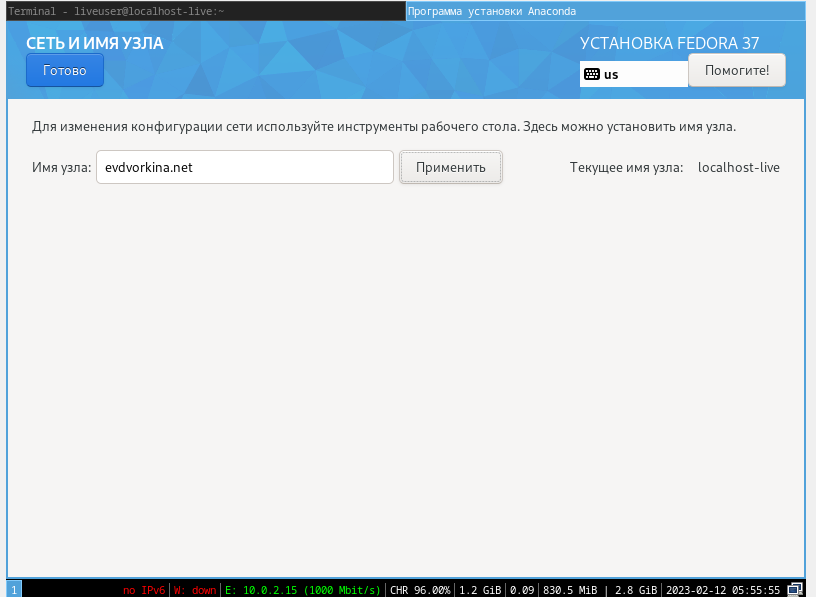 Terminal - liveuser@localhost-live:~
Программа установки Anaconda
СЕТЬ И ИМЯ УЗЛА
УСТАНОВКА FEDORA 37
Готово
us
Помогите!
Для изменения конфигурации сети используйте инструменты рабочего стола. Здесь можно установить имя узла.
Имя узла: evdvorkina.net Применить Текущее имя узла: localhost-live
1 no IPv6 | W: down | E: 10.0.2.15 (1000 Mbit/s) | CHR 96.00% | 1.2 GiB | 0.09 | 830.5 MiB | 2.8 GiB | 2023-02-12 05:55:55